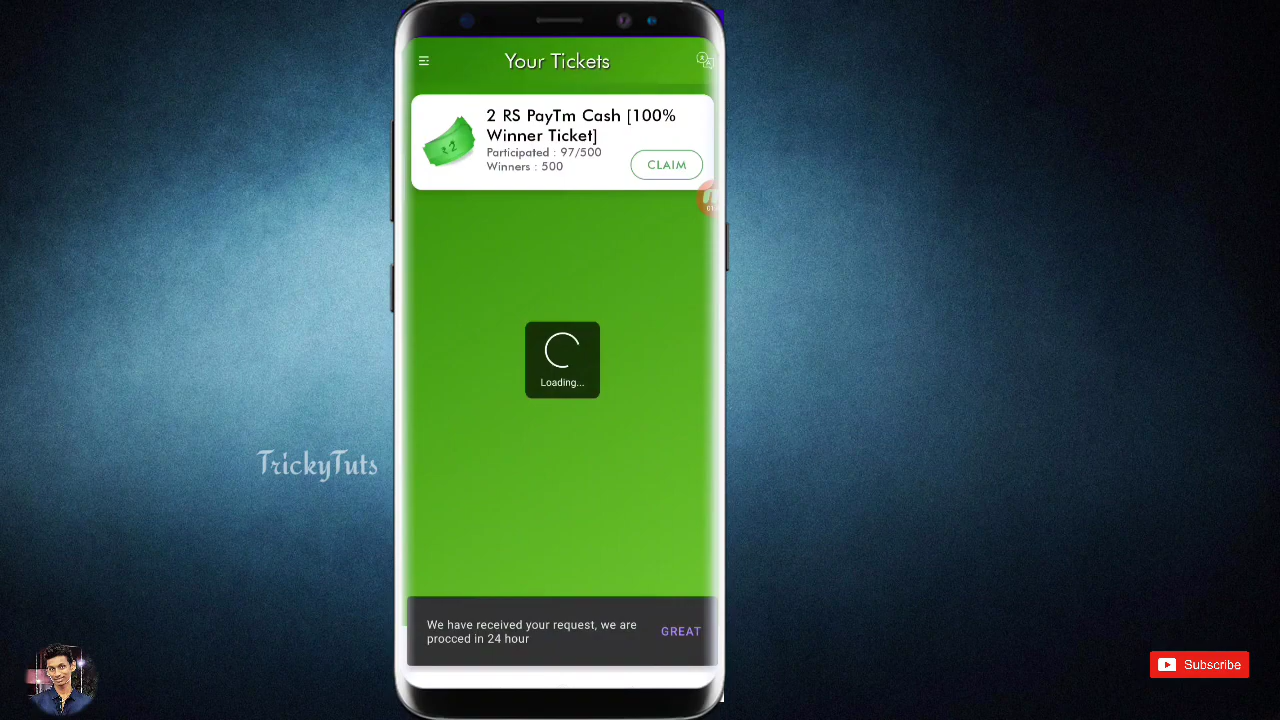 Your Tickets
2 RS PayTm Cash [100%
Winner Ticket]
Participated : 97/500
Winners : 500
CLAIM
₹2
Loading...
TrickyTuts
We have received your request, we are
procced in 24 hour
GREAT
Subscribe